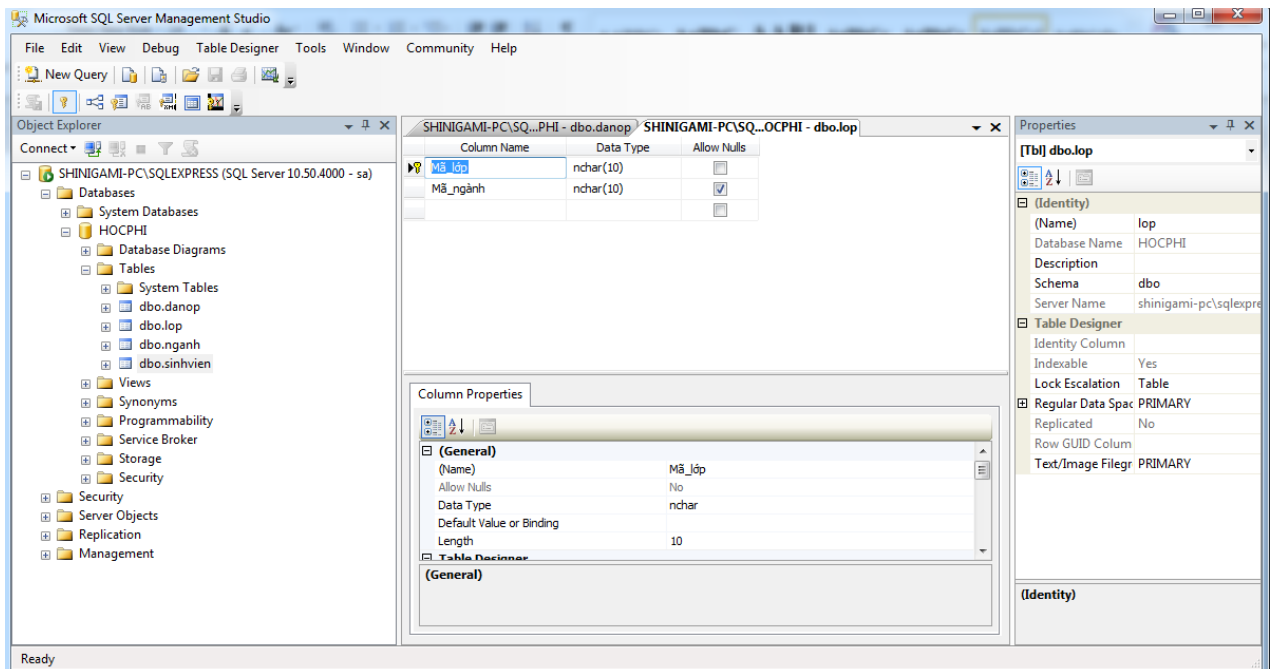 Microsoft SQL Server Management Studio
File Edit View Debug Table Designer Tools Window Community Help
New Query
Object Explorer
Connect
SHINIGAMI-PC\SQLEXPRESS (SQL Server 10.50.4000 - sa)
Databases
System Databases
HOCPHI
Database Diagrams
Tables
System Tables
dbo.danop
dbo.lop
dbo.nganh
dbo.sinhvien
Views
Synonyms
Programmability
Service Broker
Storage
Security
Security
Server Objects
Replication
Management
SHINIGAMI-PC\SQ...PHI - dbo.danop SHINIGAMI-PC\SQ...OCPHI - dbo.lop
Column Name Data Type Allow Nulls
Mã_lớp nchar(10)
Mã_ngành nchar(10)
Column Properties
(General)
(Name) Mã_lớp
Allow Nulls No
Data Type nchar
Default Value or Binding
Length 10
Table Designer
(General)
Properties
[Tbl] dbo.lop
(Identity)
(Name) lop
Database Name HOCPHI
Description
Schema dbo
Server Name shinigami-pc\sqlexpre
Table Designer
Identity Column
Indexable Yes
Lock Escalation Table
Regular Data Spac PRIMARY
Replicated No
Row GUID Colum
Text/Image Filegr PRIMARY
(Identity)
Ready